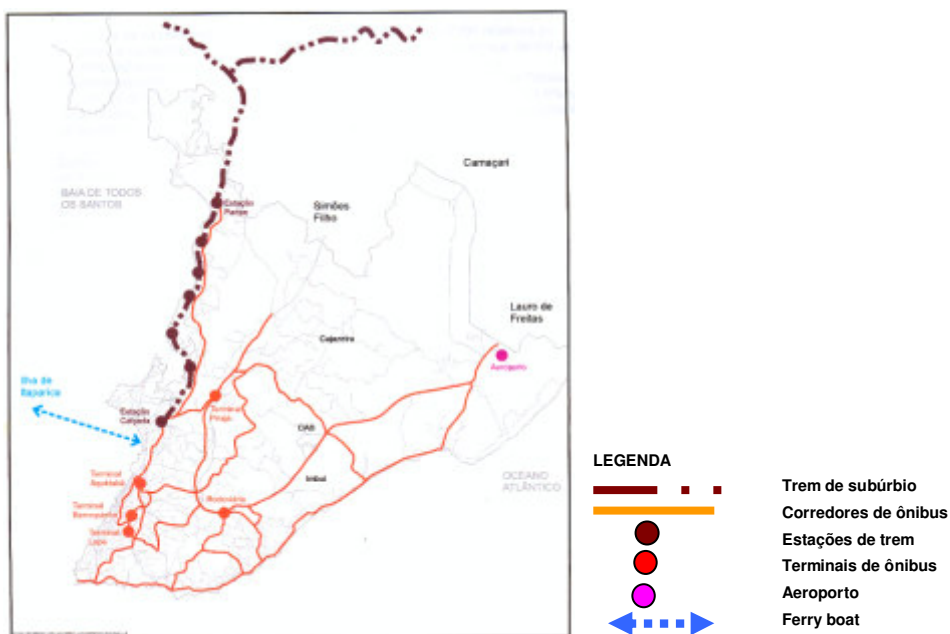 Camaçari
BAIA DE TODOS
OS SANTOS
Estação
Paripe
Simões
Filho
Lauro de
Freitas
Cajazeira
Aeroporto
Ilha de
Itaparica
Estação
Calçada
Terminal
Pirajá
CAB
Imbuí
OCEANO
ATLÂNTICO
Terminal
Aquidabã
Terminal
Barroquinha
Rodoviária
Terminal
Lapa
LEGENDA
Trem de subúrbio
Corredores de ônibus
Estações de trem
Terminais de ônibus
Aeroporto
Ferry boat